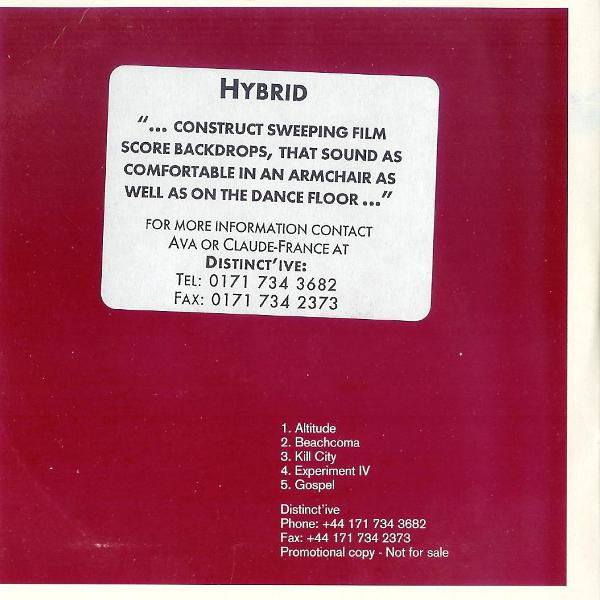 HYBRID
"... CONSTRUCT SWEEPING FILM
SCORE BACKDROPS, THAT SOUND AS
COMFORTABLE IN AN ARMCHAIR AS
WELL AS ON THE DANCE FLOOR ..."
FOR MORE INFORMATION CONTACT
AVA OR CLAUDE-FRANCE AT
DISTINCT'IVE:
TEL: 0171 734 3682
FAX: 0171 734 2373
1. Altitude
2. Beachcoma
3. Kill City
4. Experiment IV
5. Gospel
Distinct'ive
Phone: +44 171 734 3682
Fax: +44 171 734 2373
Promotional copy - Not for sale